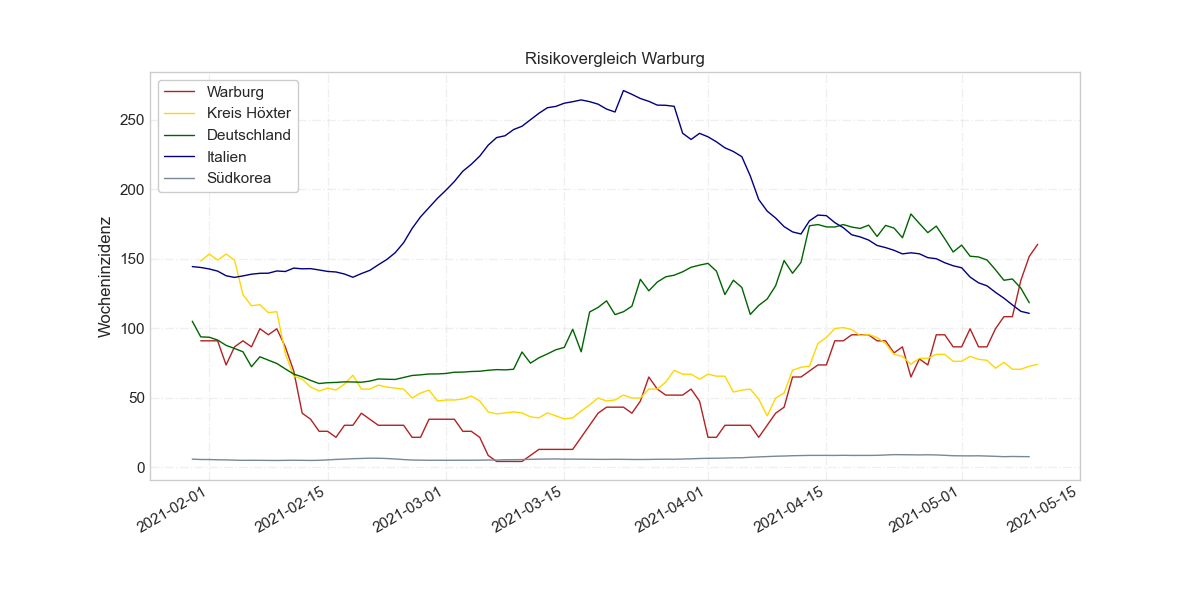 Risikovergleich Warburg
Warburg
Kreis Höxter
Deutschland
Italien
Südkorea
Wocheninzidenz
250
200
150
100
50
0
2021-02-01
2021-02-15
2021-03-01
2021-03-15
2021-04-01
2021-04-15
2021-05-01
2021-05-15